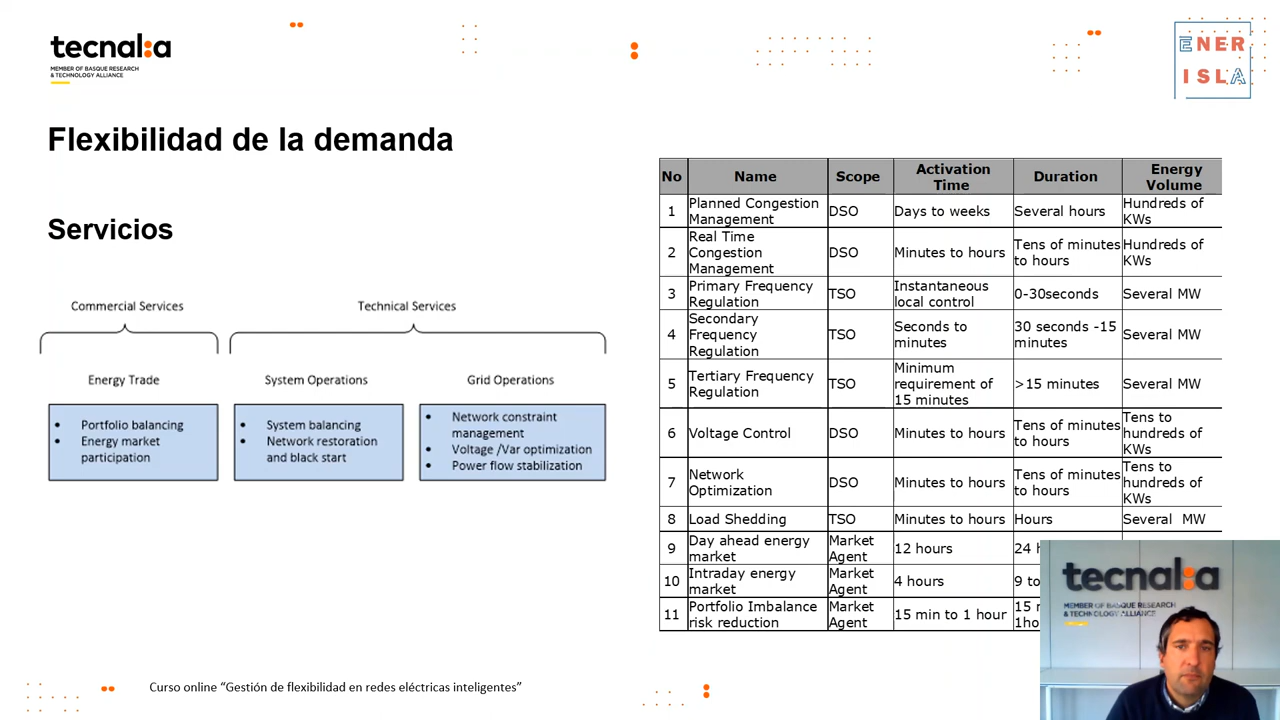 tecnal:a
MEMBER OF BASQUE RESEARCH
& TECHNOLOGY ALLIANCE
ENER
ISLA
Flexibilidad de la demanda
Servicios
Commercial Services
Technical Services
Energy Trade
System Operations
Grid Operations
• Portfolio balancing
• Energy market
participation
• System balancing
• Network restoration
and black start
• Network constraint
management
• Voltage /Var optimization
• Power flow stabilization
No Name Scope Activation Time Duration Energy Volume
1 Planned Congestion Management DSO Days to weeks Several hours Hundreds of KWs
2 Real Time Congestion Management DSO Minutes to hours Tens of minutes to hours Hundreds of KWs
3 Primary Frequency Regulation TSO Instantaneous local control 0-30seconds Several MW
4 Secondary Frequency Regulation TSO Seconds to minutes 30 seconds -15 minutes Several MW
5 Tertiary Frequency Regulation TSO Minimum requirement of 15 minutes >15 minutes Several MW
6 Voltage Control DSO Minutes to hours Tens of minutes to hours Tens to hundreds of KWs
7 Network Optimization DSO Minutes to hours Tens of minutes to hours Tens to hundreds of KWs
8 Load Shedding TSO Minutes to hours Hours Several MW
9 Day ahead energy market Market Agent 12 hours 24
10 Intraday energy market Market Agent 4 hours 9 to
11 Portfolio Imbalance risk reduction Market Agent 15 min to 1 hour 15
tecnal:a
MEMBER OF BASQUE RESEARCH
& TECHNOLOGY ALLIANCE
Curso online “Gestión de flexibilidad en redes eléctricas inteligentes”